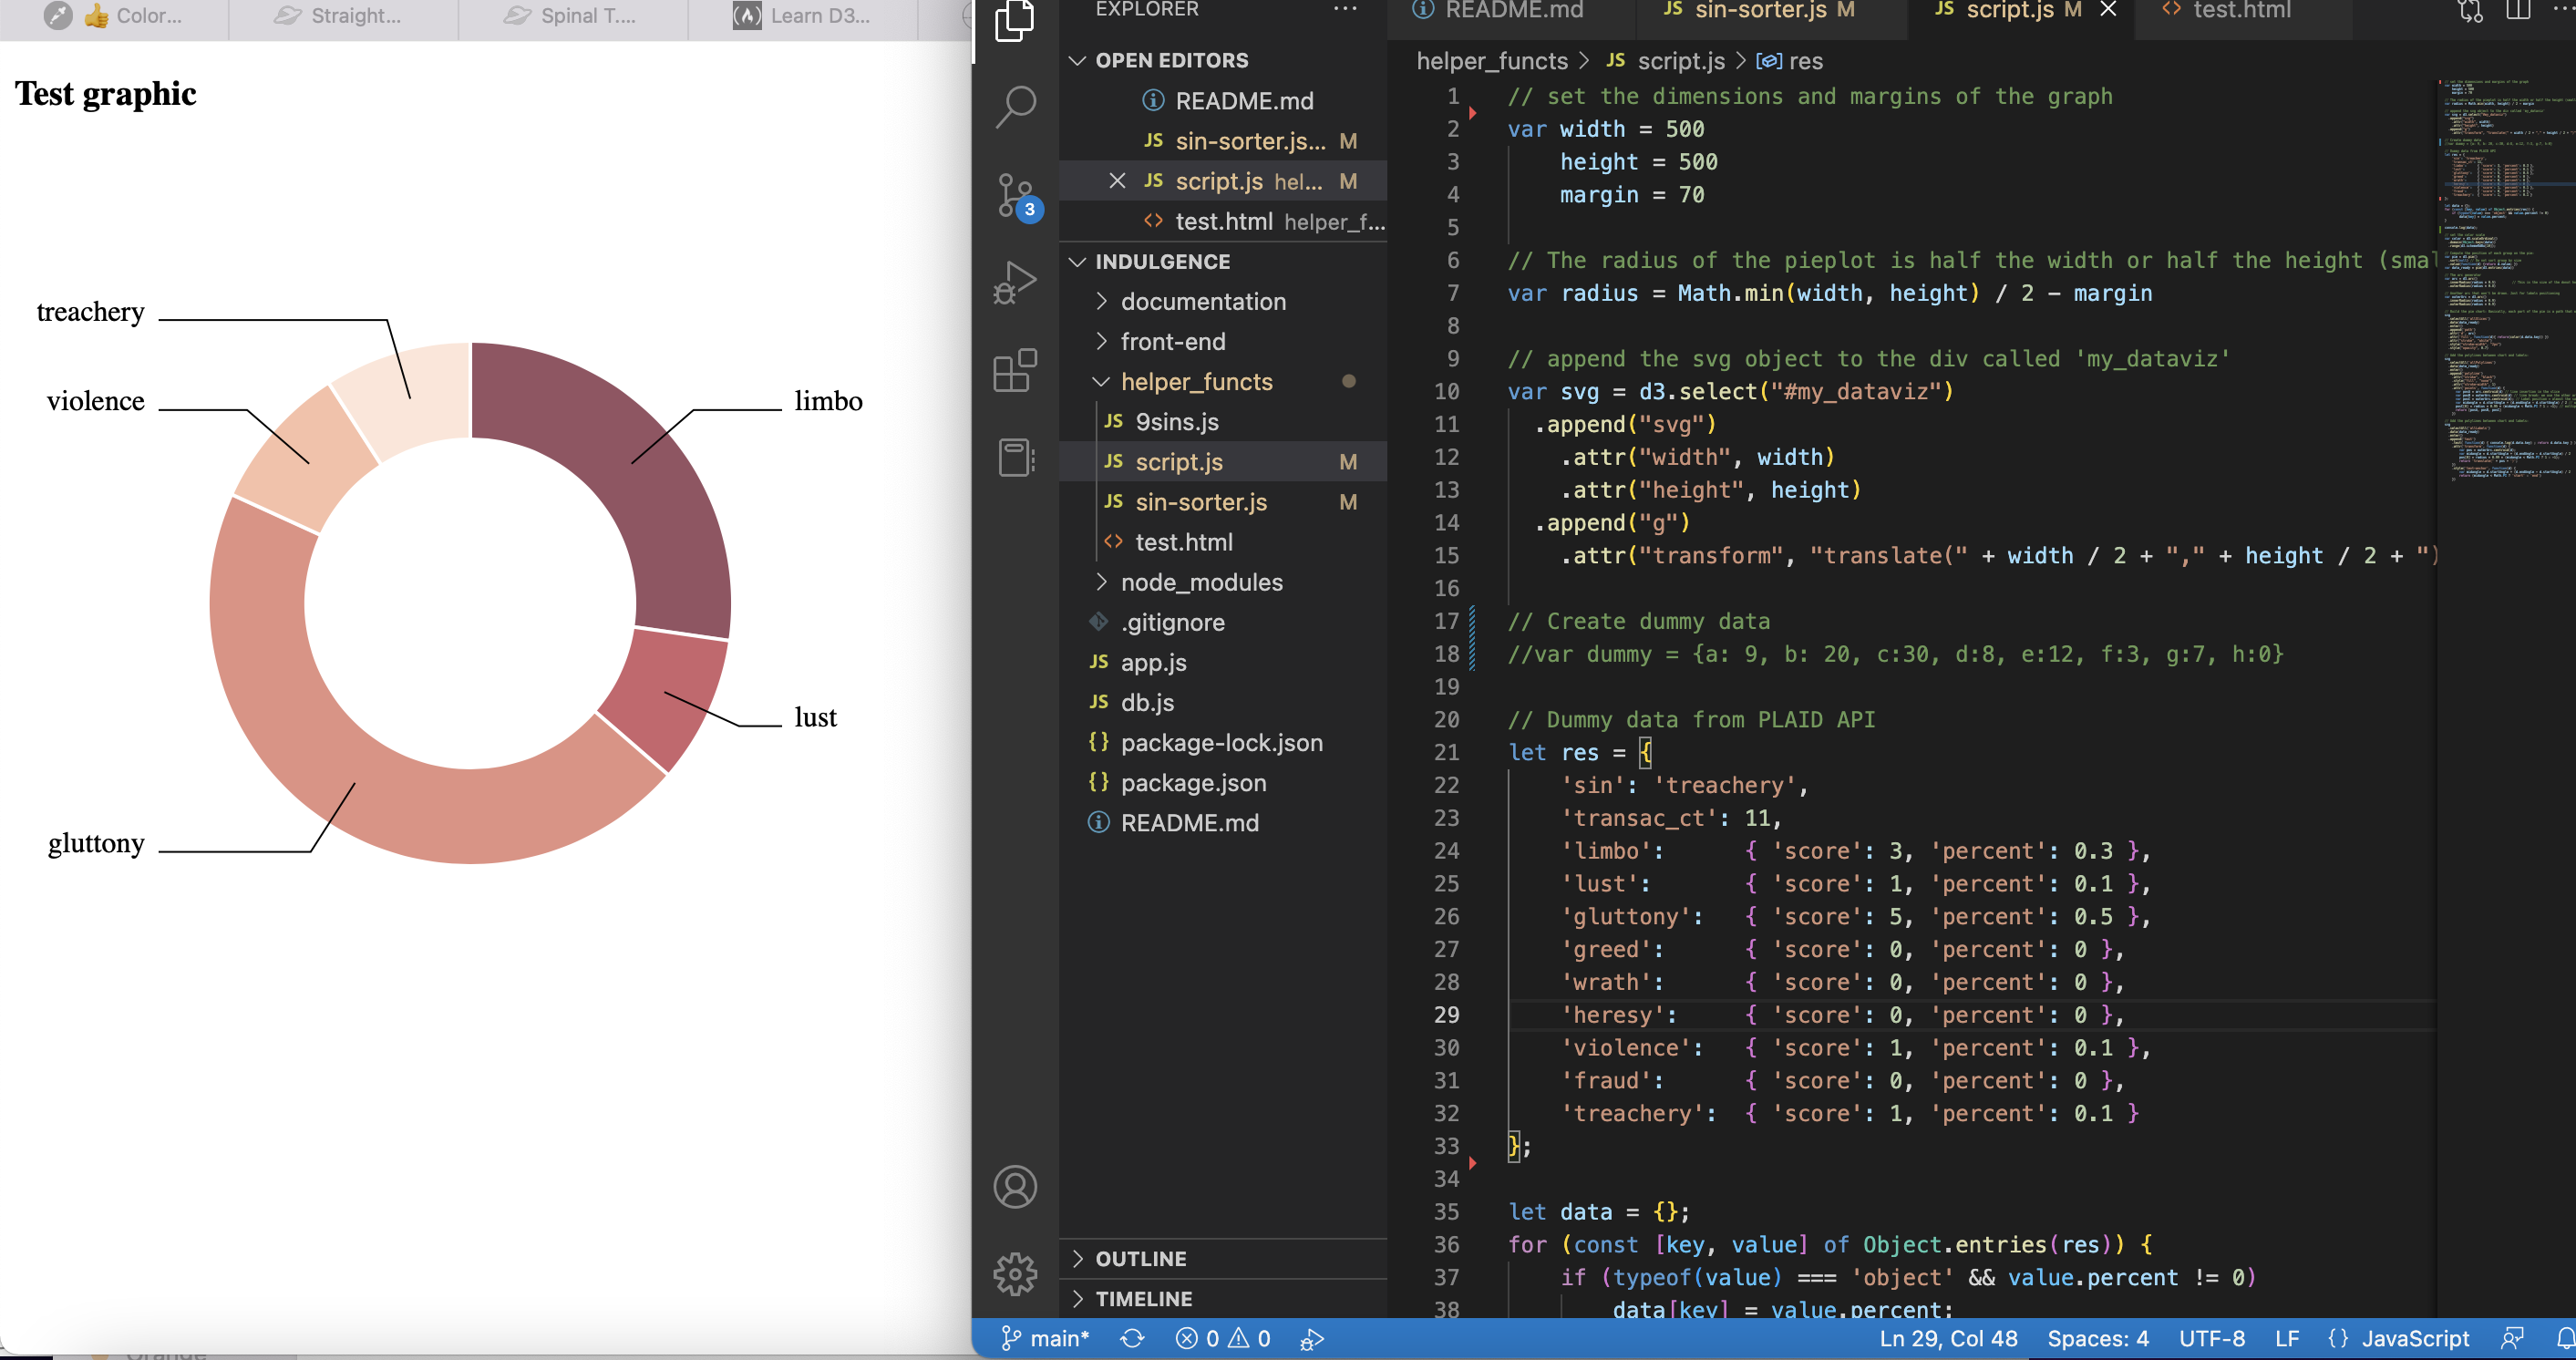 Color...
Straight...
Spinal T....
Learn D3...
Test graphic
treachery
violence
limbo
lust
gluttony
EXPLORER
OPEN EDITORS
README.md
JS sin-sorter.js... M
JS script.js hel... M
test.html helper_f...
3
INDULGENCE
documentation
front-end
helper_functs
JS 9sins.js
JS script.js M
JS sin-sorter.js M
test.html
node_modules
.gitignore
JS app.js
JS db.js
{} package-lock.json
{} package.json
README.md
OUTLINE
TIMELINE
README.md
JS sin-sorter.js M
JS script.js M
test.html
helper_functs > JS script.js > res
1 // set the dimensions and margins of the graph
2 var width = 500
3 height = 500
4 margin = 70
5
6 // The radius of the pieplot is half the width or half the height (smal
7 var radius = Math.min(width, height) / 2 - margin
8
9 // append the svg object to the div called 'my_dataviz'
10 var svg = d3.select("#my_dataviz")
11 .append("svg")
12 .attr("width", width)
13 .attr("height", height)
14 .append("g")
15 .attr("transform", "translate(" + width / 2 + "," + height / 2 + ")
16
17 // Create dummy data
18 //var dummy = {a: 9, b: 20, c:30, d:8, e:12, f:3, g:7, h:0}
19
20 // Dummy data from PLAID API
21 let res = {
22 'sin': 'treachery',
23 'transac_ct': 11,
24 'limbo': { 'score': 3, 'percent': 0.3 },
25 'lust': { 'score': 1, 'percent': 0.1 },
26 'gluttony': { 'score': 5, 'percent': 0.5 },
27 'greed': { 'score': 0, 'percent': 0 },
28 'wrath': { 'score': 0, 'percent': 0 },
29 'heresy': { 'score': 0, 'percent': 0 },
30 'violence': { 'score': 1, 'percent': 0.1 },
31 'fraud': { 'score': 0, 'percent': 0 },
32 'treachery': { 'score': 1, 'percent': 0.1 }
33 };
34
35 let data = {};
36 for (const [key, value] of Object.entries(res)) {
37 if (typeof(value) === 'object' && value.percent != 0)
38 data[key] = value.percent;
main* 0 0
Ln 29, Col 48 Spaces: 4 UTF-8 LF {} JavaScript